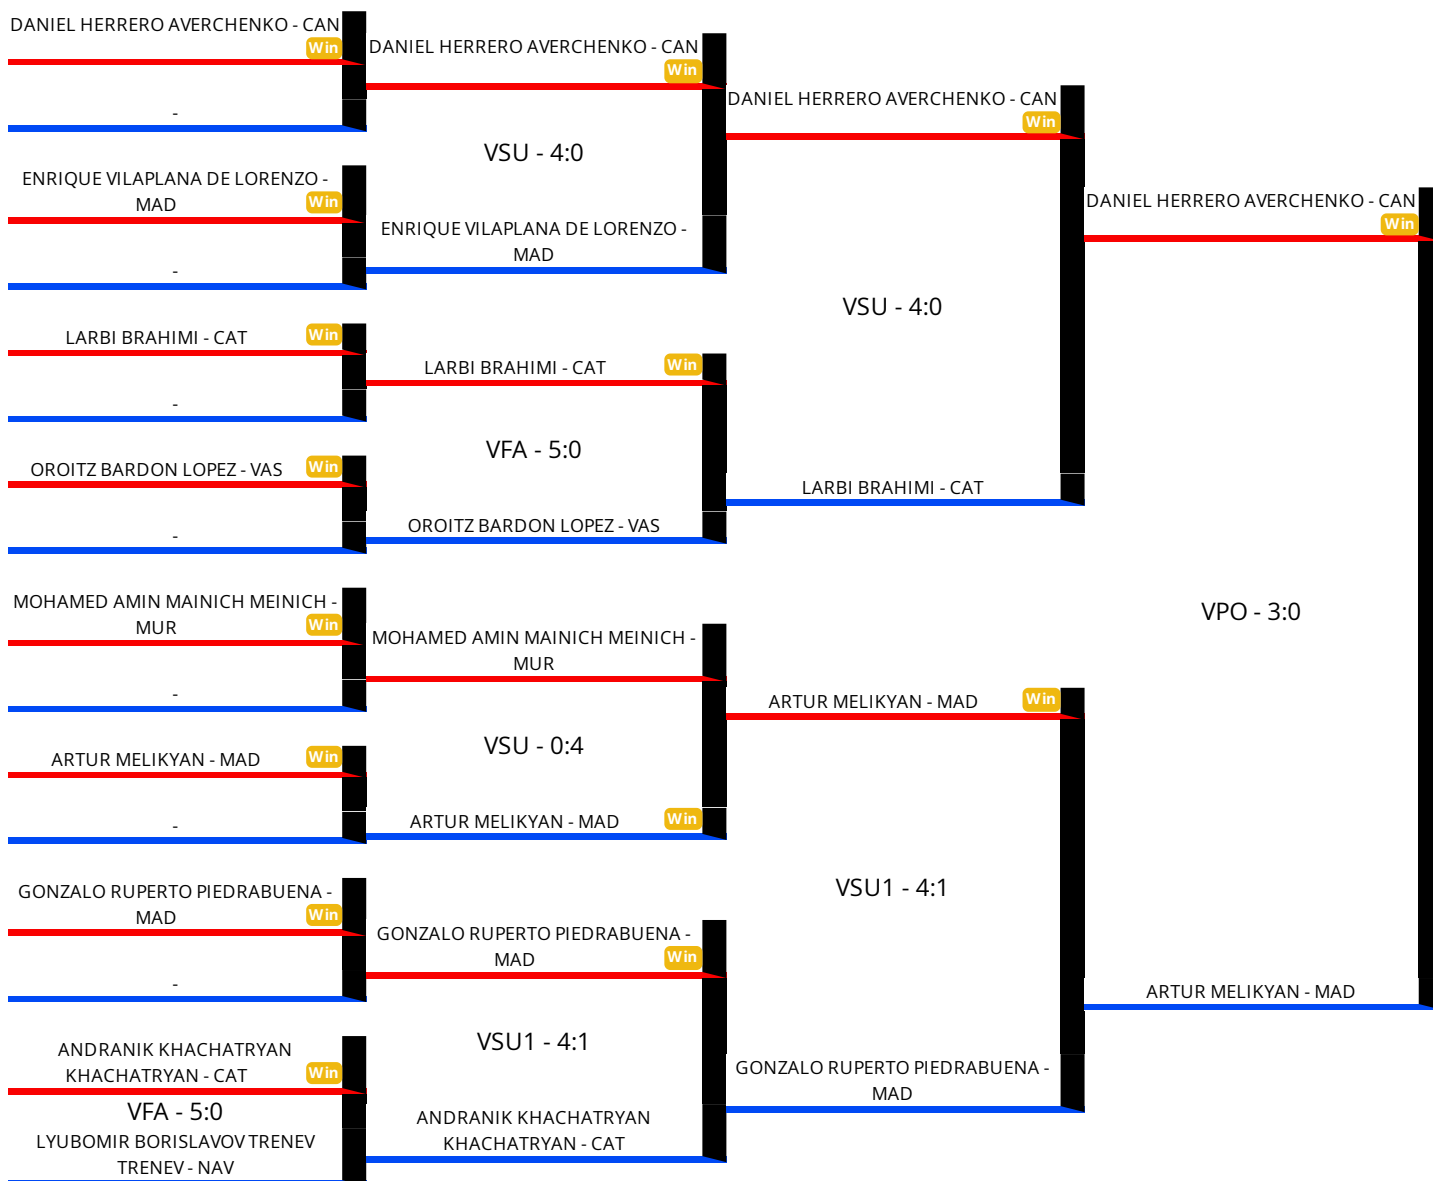 DANIEL HERRERO AVERCHENKO - CAN
Win
-
ENRIQUE VILAPLANA DE LORENZO -
MAD
Win
-
LARBI BRAHIMI - CAT
Win
-
OROITZ BARDON LOPEZ - VAS
Win
-
MOHAMED AMIN MAINICH MEINICH -
MUR
Win
-
ARTUR MELIKYAN - MAD
Win
-
GONZALO RUPERTO PIEDRABUENA -
MAD
Win
-
ANDRANIK KHACHATRYAN
KHACHATRYAN - CAT
Win
VFA - 5:0
LYUBOMIR BORISLAVOV TRENEV
TRENEV - NAV
DANIEL HERRERO AVERCHENKO - CAN
Win
VSU - 4:0
ENRIQUE VILAPLANA DE LORENZO -
MAD
LARBI BRAHIMI - CAT
Win
VFA - 5:0
OROITZ BARDON LOPEZ - VAS
MOHAMED AMIN MAINICH MEINICH -
MUR
VSU - 0:4
ARTUR MELIKYAN - MAD
Win
GONZALO RUPERTO PIEDRABUENA -
MAD
Win
VSU1 - 4:1
ANDRANIK KHACHATRYAN
KHACHATRYAN - CAT
DANIEL HERRERO AVERCHENKO - CAN
Win
VSU - 4:0
LARBI BRAHIMI - CAT
ARTUR MELIKYAN - MAD
Win
VSU1 - 4:1
GONZALO RUPERTO PIEDRABUENA -
MAD
DANIEL HERRERO AVERCHENKO - CAN
Win
VPO - 3:0
ARTUR MELIKYAN - MAD